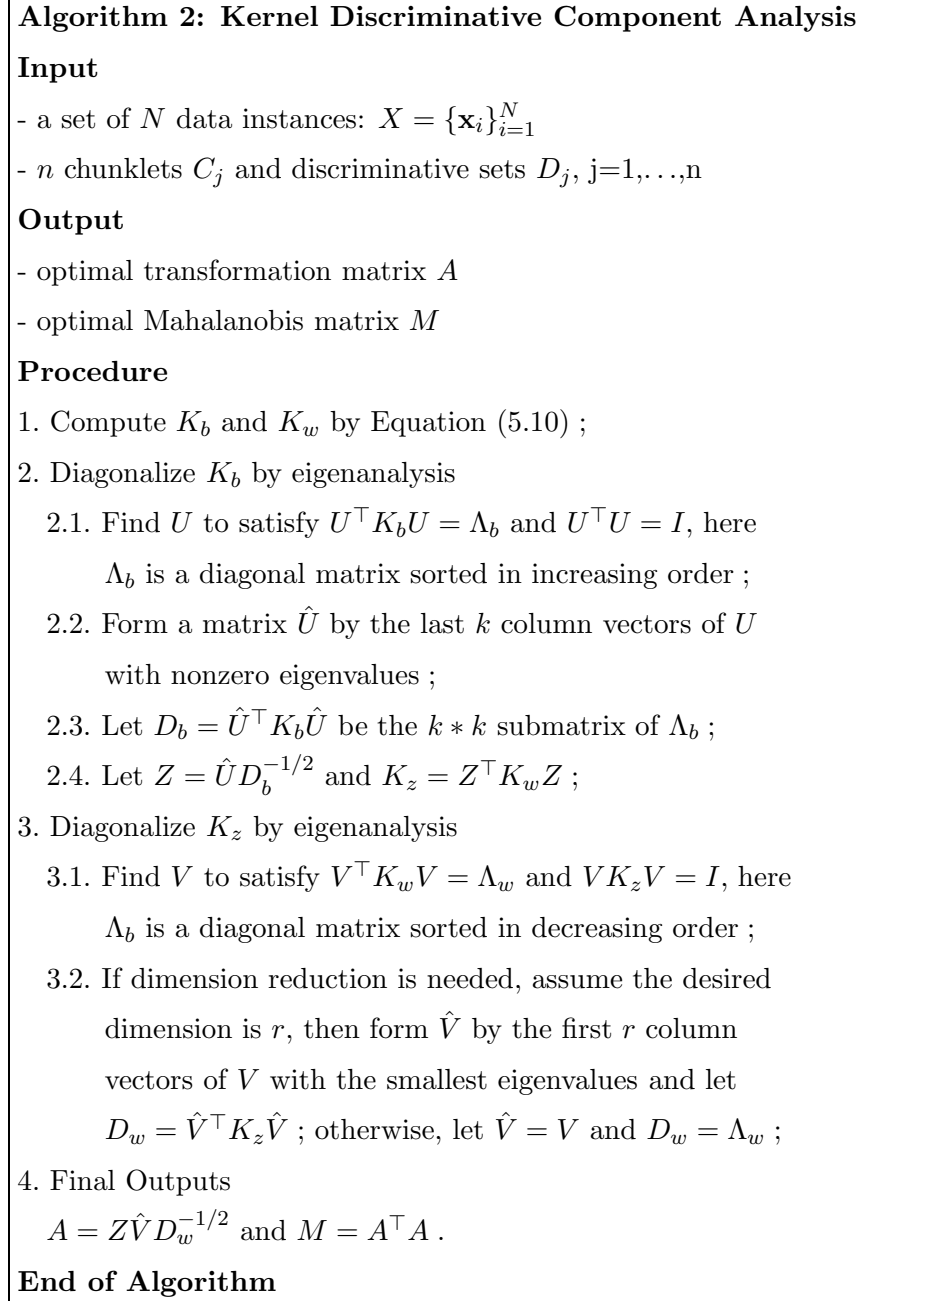 Algorithm 2: Kernel Discriminative Component Analysis
Input
- a set of N data instances: X = {𝐱ᵢ}ᵢ₌₁ᴺ
- n chunklets C_j and discriminative sets D_j, j=1,...,n
Output
- optimal transformation matrix A
- optimal Mahalanobis matrix M
Procedure
1. Compute K_b and K_w by Equation (5.10) ;
2. Diagonalize K_b by eigenanalysis
2.1. Find U to satisfy U^⊤K_bU = Λ_b and U^⊤U = I, here
Λ_b is a diagonal matrix sorted in increasing order ;
2.2. Form a matrix Û by the last k column vectors of U
with nonzero eigenvalues ;
2.3. Let D_b = Û^⊤K_bÛ be the k ∗ k submatrix of Λ_b ;
2.4. Let Z = ÛD_b^{-1/2} and K_z = Z^⊤K_wZ ;
3. Diagonalize K_z by eigenanalysis
3.1. Find V to satisfy V^⊤K_wV = Λ_w and VK_zV = I, here
Λ_b is a diagonal matrix sorted in decreasing order ;
3.2. If dimension reduction is needed, assume the desired
dimension is r, then form V̂ by the first r column
vectors of V with the smallest eigenvalues and let
D_w = V̂^⊤K_zV̂ ; otherwise, let V̂ = V and D_w = Λ_w ;
4. Final Outputs
A = ZV̂D_w^{-1/2} and M = A^⊤A .
End of Algorithm